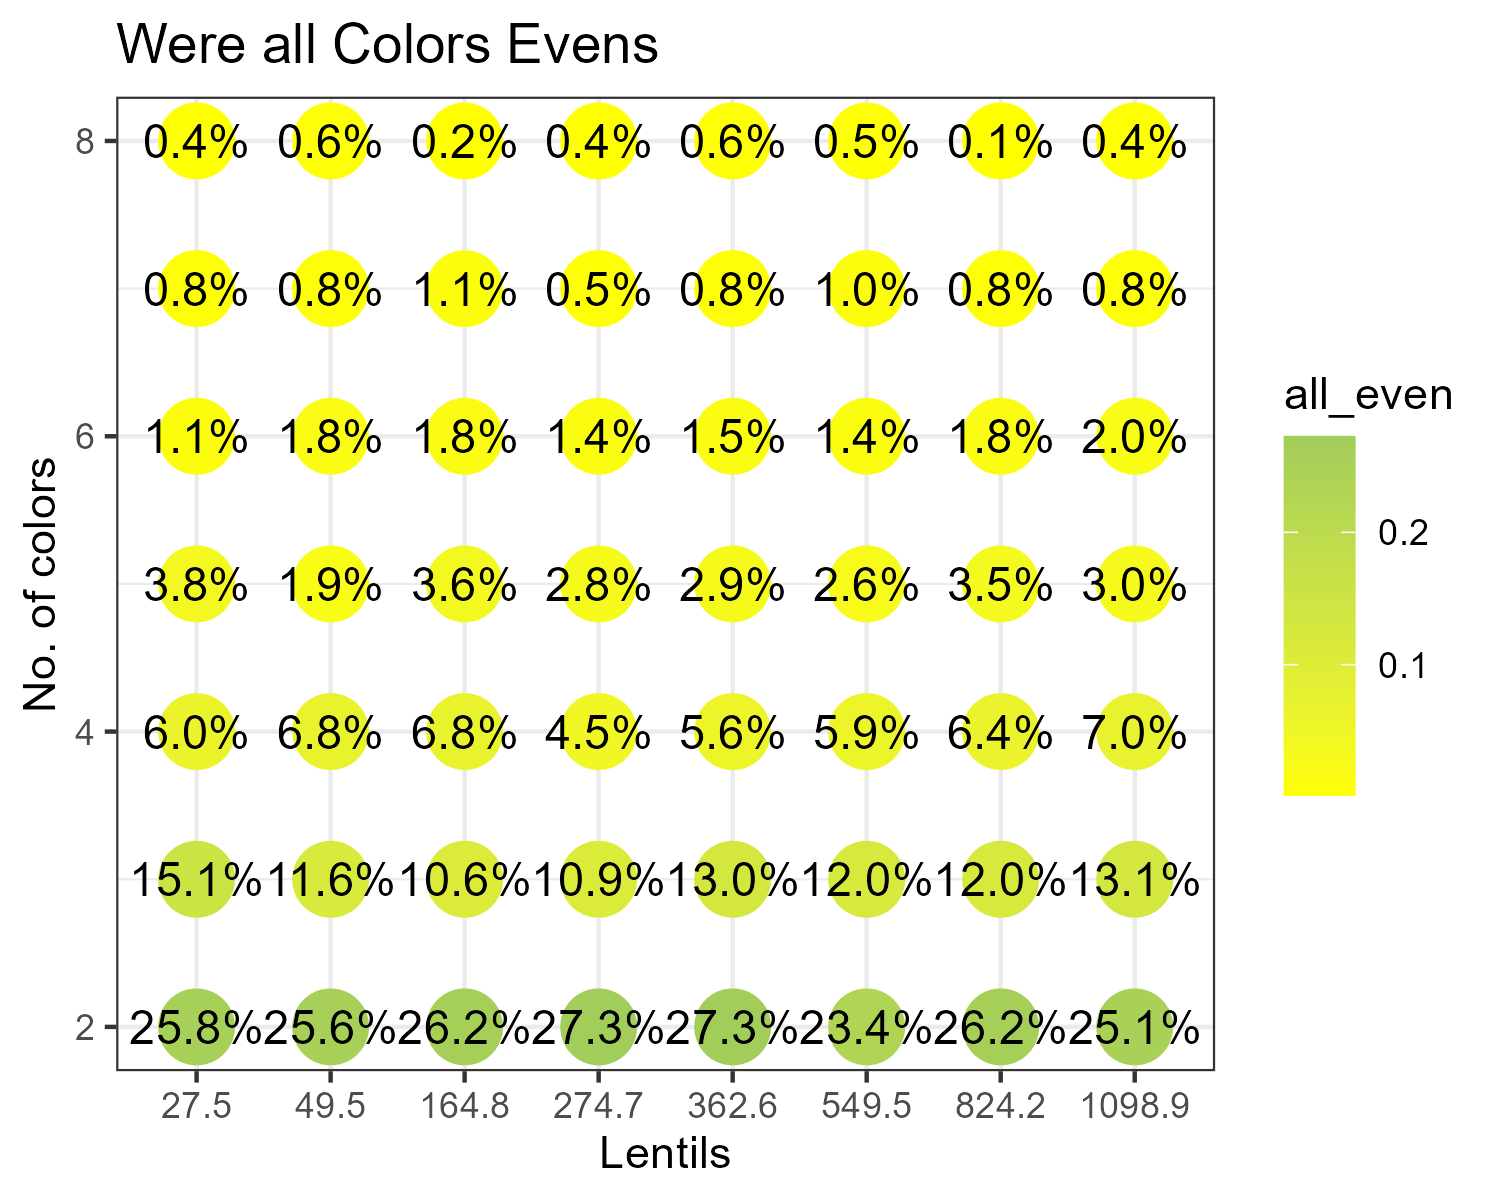 Were all Colors Evens
8
0.4% 0.6% 0.2% 0.4% 0.6% 0.5% 0.1% 0.4%
0.8% 0.8% 1.1% 0.5% 0.8% 1.0% 0.8% 0.8%
6
1.1% 1.8% 1.8% 1.4% 1.5% 1.4% 1.8% 2.0%
3.8% 1.9% 3.6% 2.8% 2.9% 2.6% 3.5% 3.0%
4
6.0% 6.8% 6.8% 4.5% 5.6% 5.9% 6.4% 7.0%
15.1% 11.6% 10.6% 10.9% 13.0% 12.0% 12.0% 13.1%
2
25.8% 25.6% 26.2% 27.3% 27.3% 23.4% 26.2% 25.1%
27.5 49.5 164.8 274.7 362.6 549.5 824.2 1098.9
Lentils
No. of colors
all_even
0.2
0.1